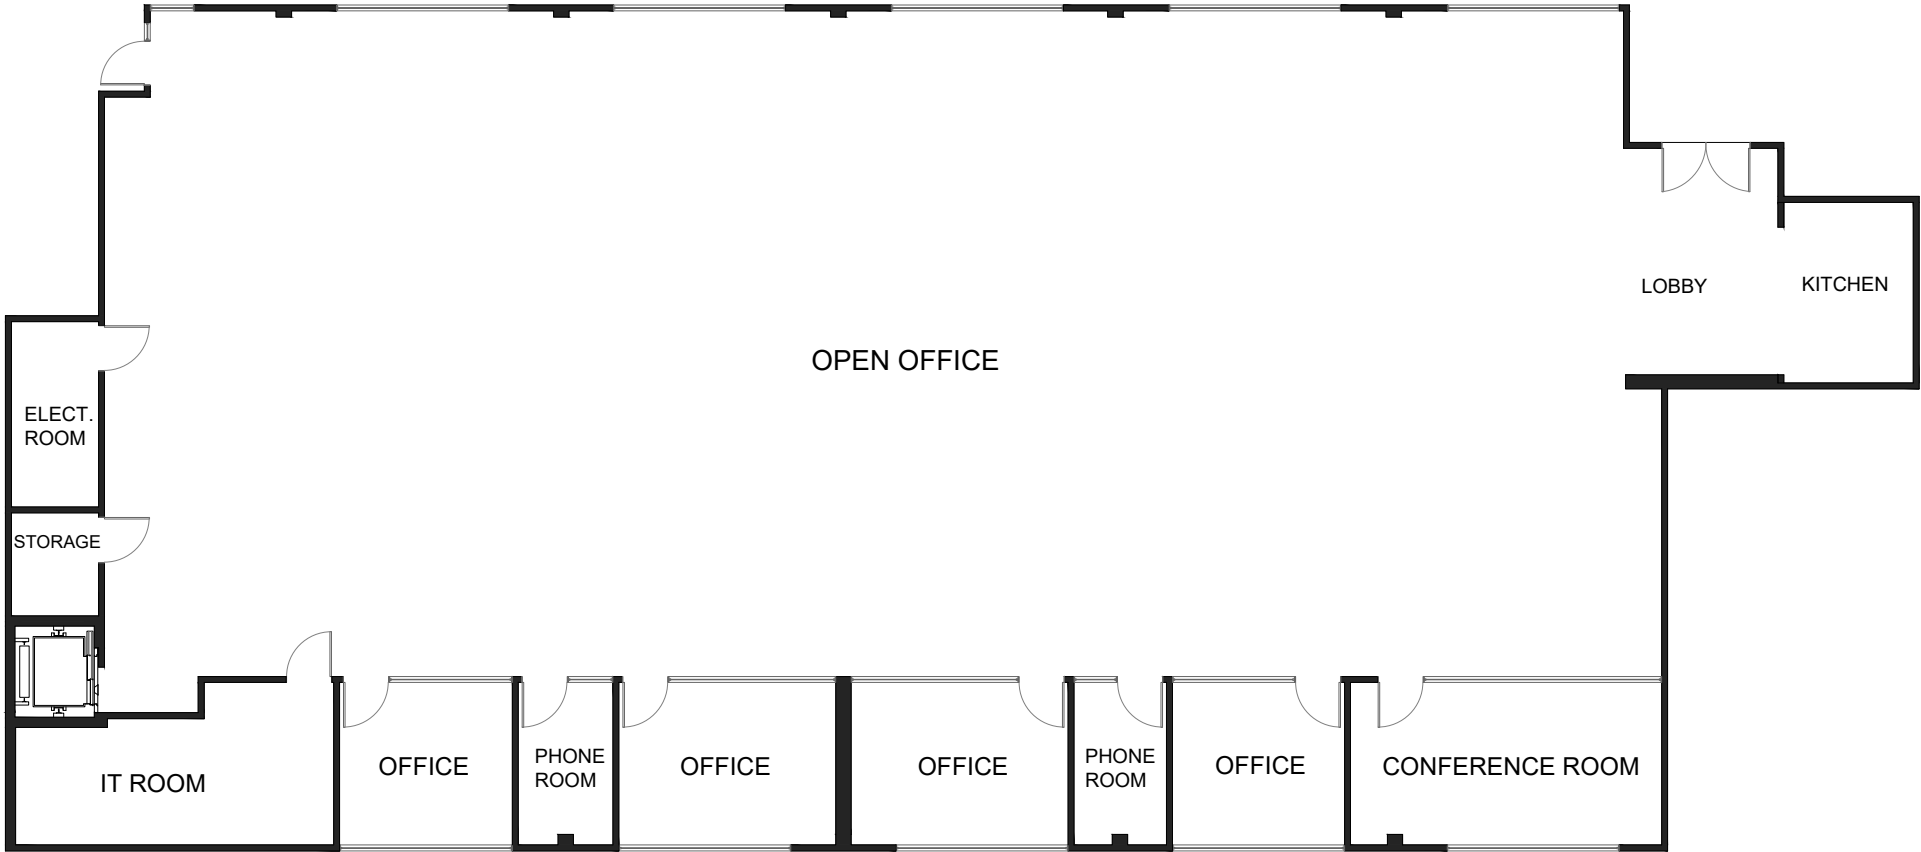 LOBBY
KITCHEN
OPEN OFFICE
ELECT.
ROOM
STORAGE
IT ROOM
OFFICE
PHONE
ROOM
OFFICE
OFFICE
PHONE
ROOM
OFFICE
CONFERENCE ROOM